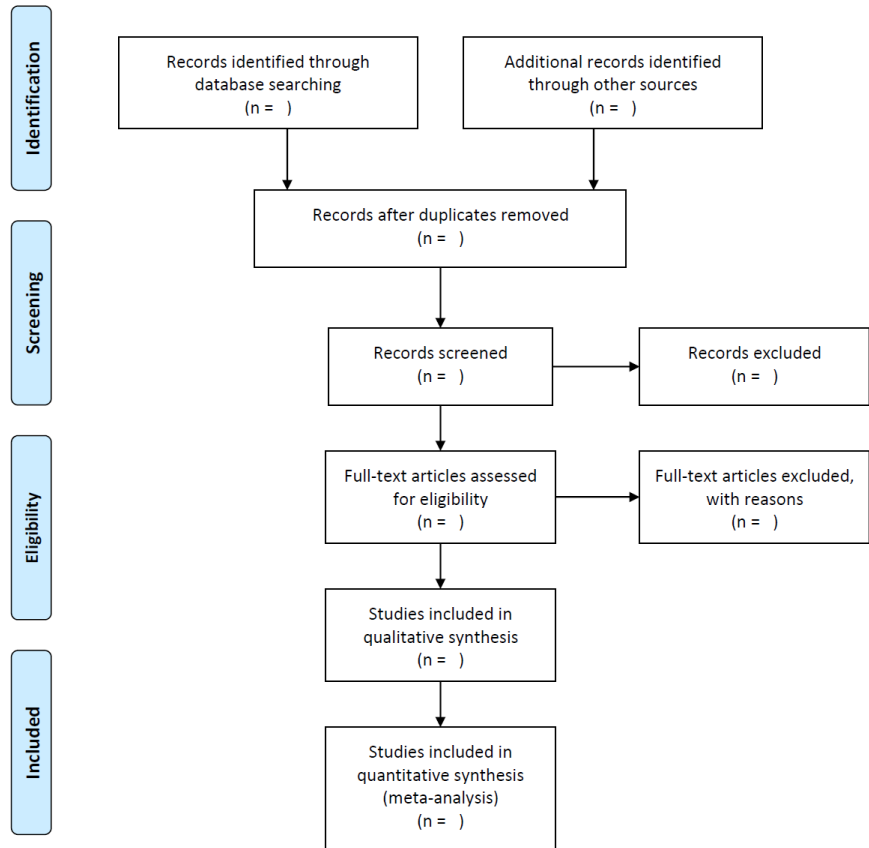 Identification
Records identified through
database searching
(n =   )
Additional records identified
through other sources
(n =   )
Records after duplicates removed
(n =   )
Screening
Records screened
(n =   )
Records excluded
(n =   )
Eligibility
Full-text articles assessed
for eligibility
(n =   )
Full-text articles excluded,
with reasons
(n =   )
Studies included in
qualitative synthesis
(n =   )
Included
Studies included in
quantitative synthesis
(meta-analysis)
(n =   )